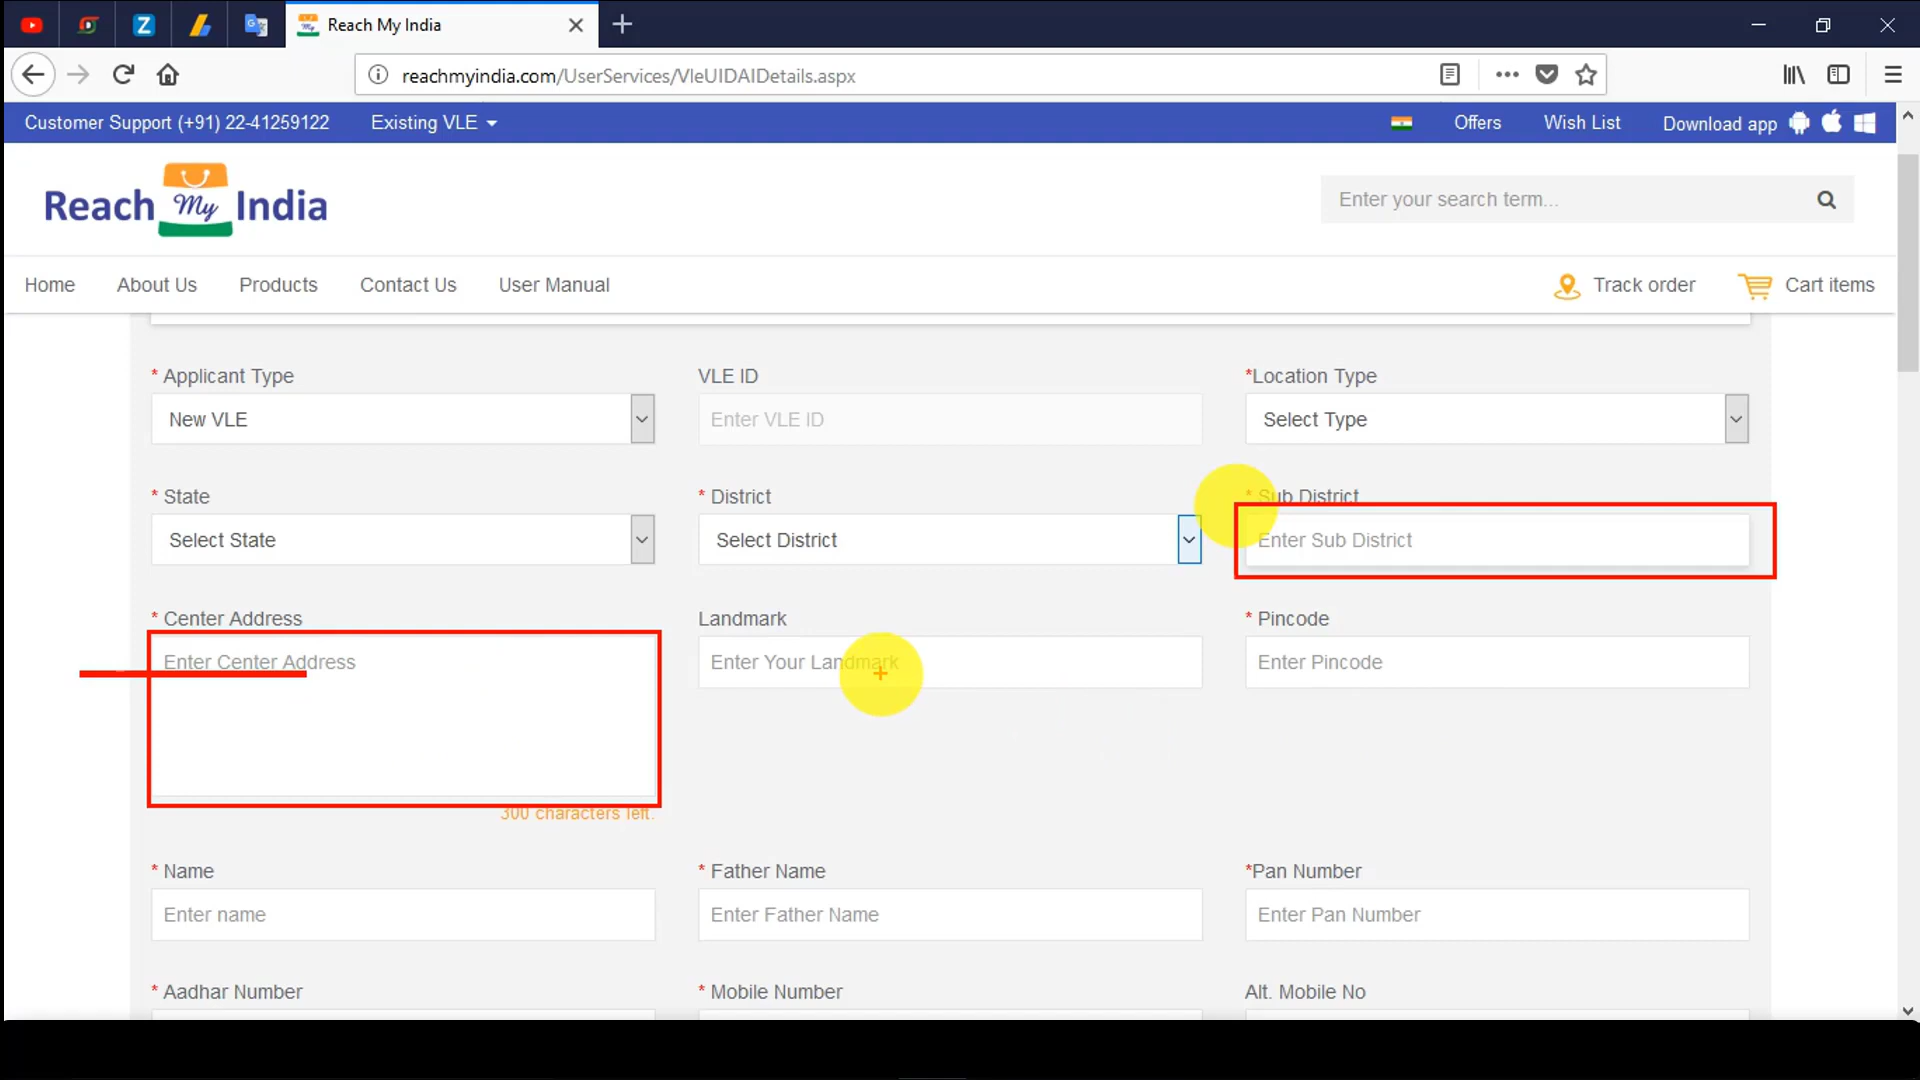 Reach My India
reachmyindia.com/UserServices/VleUIDAIDetails.aspx
Customer Support (+91) 22-41259122 Existing VLE Offers Wish List Download app
Reach My India
Enter your search term...
Home About Us Products Contact Us User Manual Track order Cart items
* Applicant Type VLE ID *Location Type
New VLE Enter VLE ID Select Type
* State * District * Sub District
Select State Select District Enter Sub District
* Center Address Landmark * Pincode
Enter Center Address Enter Your Landmark Enter Pincode
300 characters left.
* Name * Father Name *Pan Number
Enter name Enter Father Name Enter Pan Number
* Aadhar Number * Mobile Number Alt. Mobile No